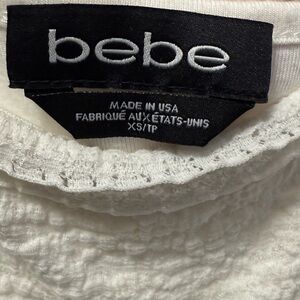 bebe
MADE IN USA
FABRIQUÉ AUX ÉTATS-UNIS
XS/TP